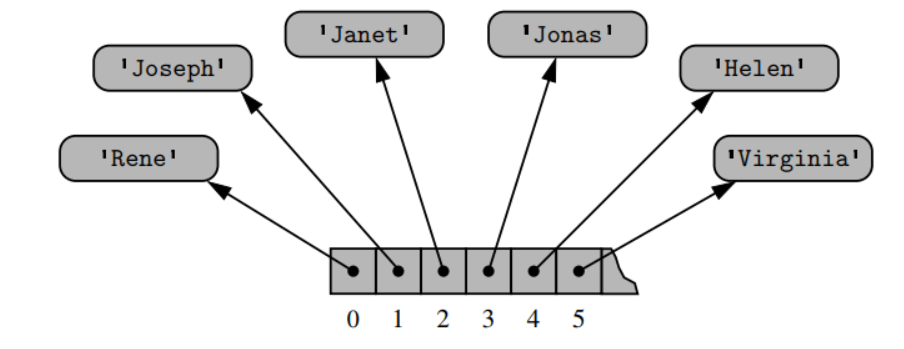 'Janet' 'Jonas'
'Joseph' 'Helen'
'Rene' 'Virginia'
0 1 2 3 4 5